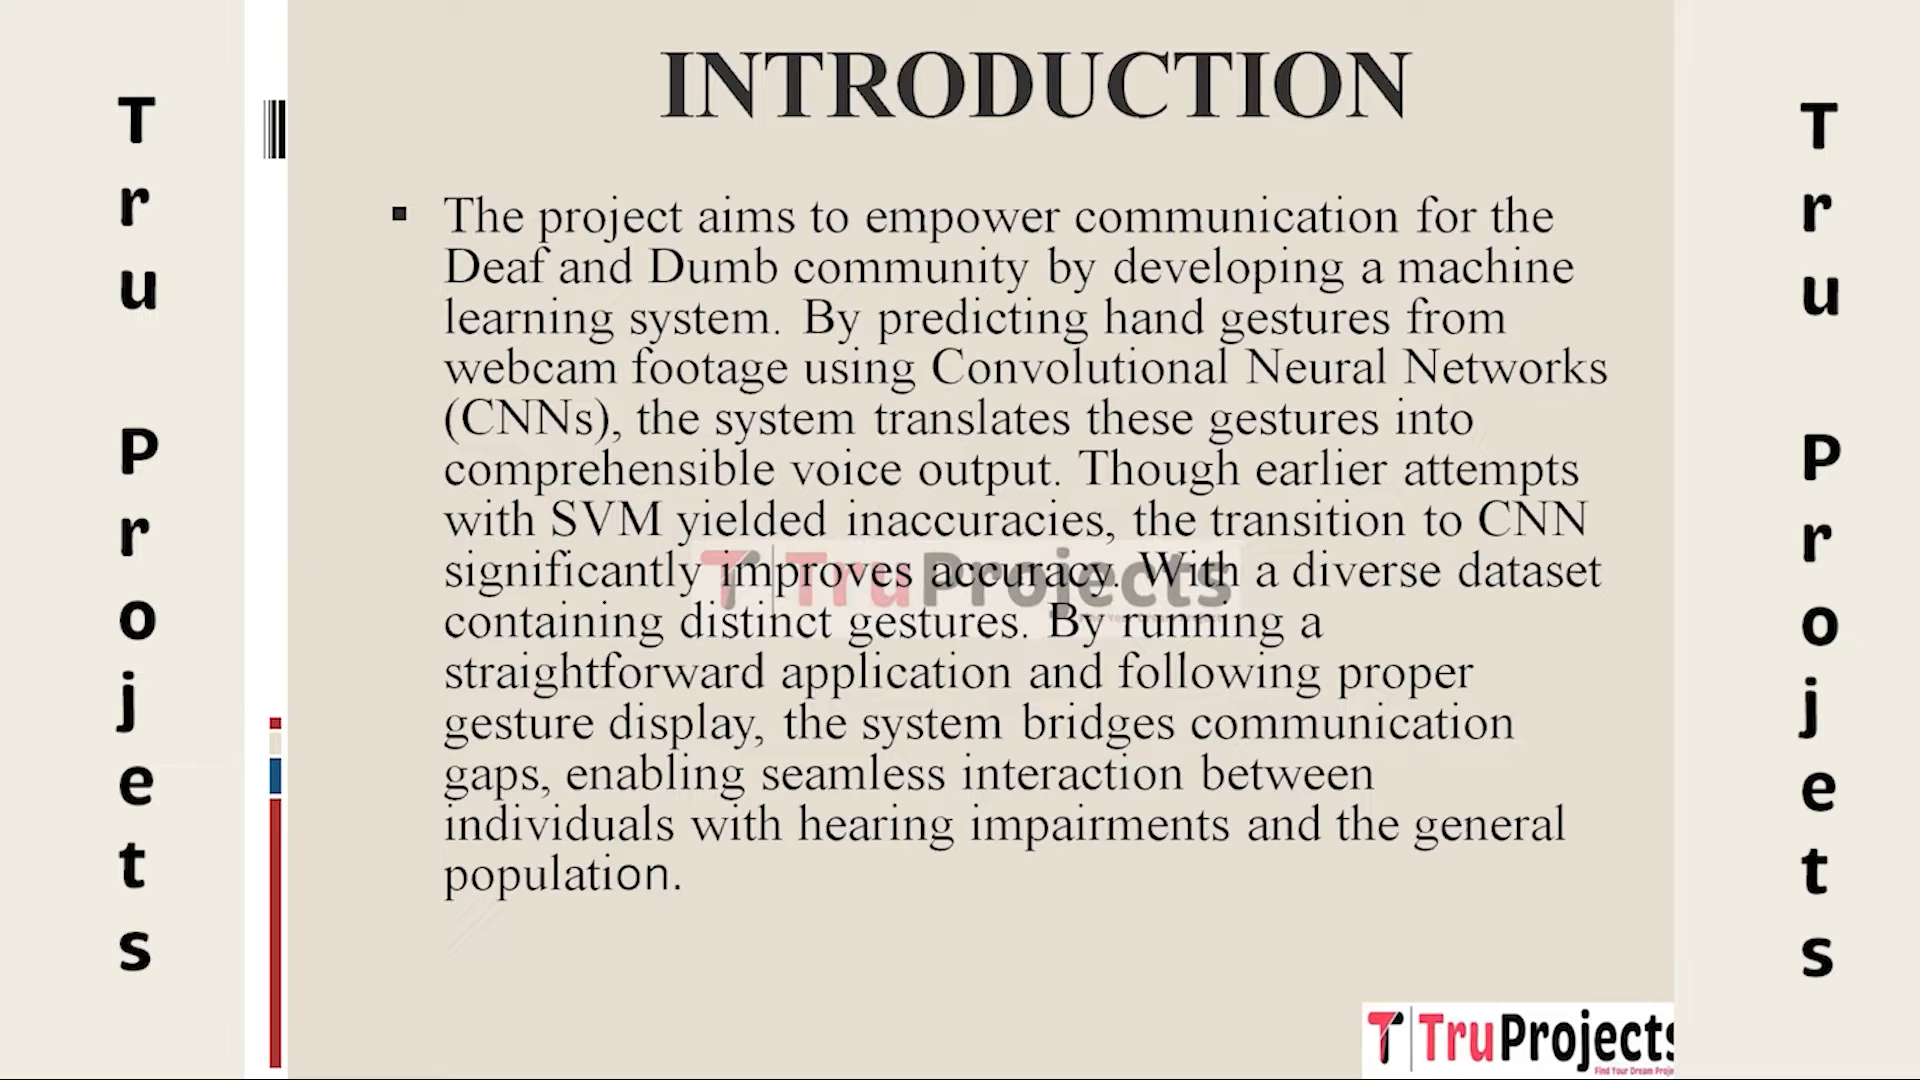 INTRODUCTION
▪ The project aims to empower communication for the
Deaf and Dumb community by developing a machine
learning system. By predicting hand gestures from
webcam footage using Convolutional Neural Networks
(CNNs), the system translates these gestures into
comprehensible voice output. Though earlier attempts
with SVM yielded inaccuracies, the transition to CNN
significantly improves accuracy. With a diverse dataset
containing distinct gestures. By running a
straightforward application and following proper
gesture display, the system bridges communication
gaps, enabling seamless interaction between
individuals with hearing impairments and the general
population.
Tru Projets
Tru Projets
TruProjects
TruProjects
Find Your Dream Proje